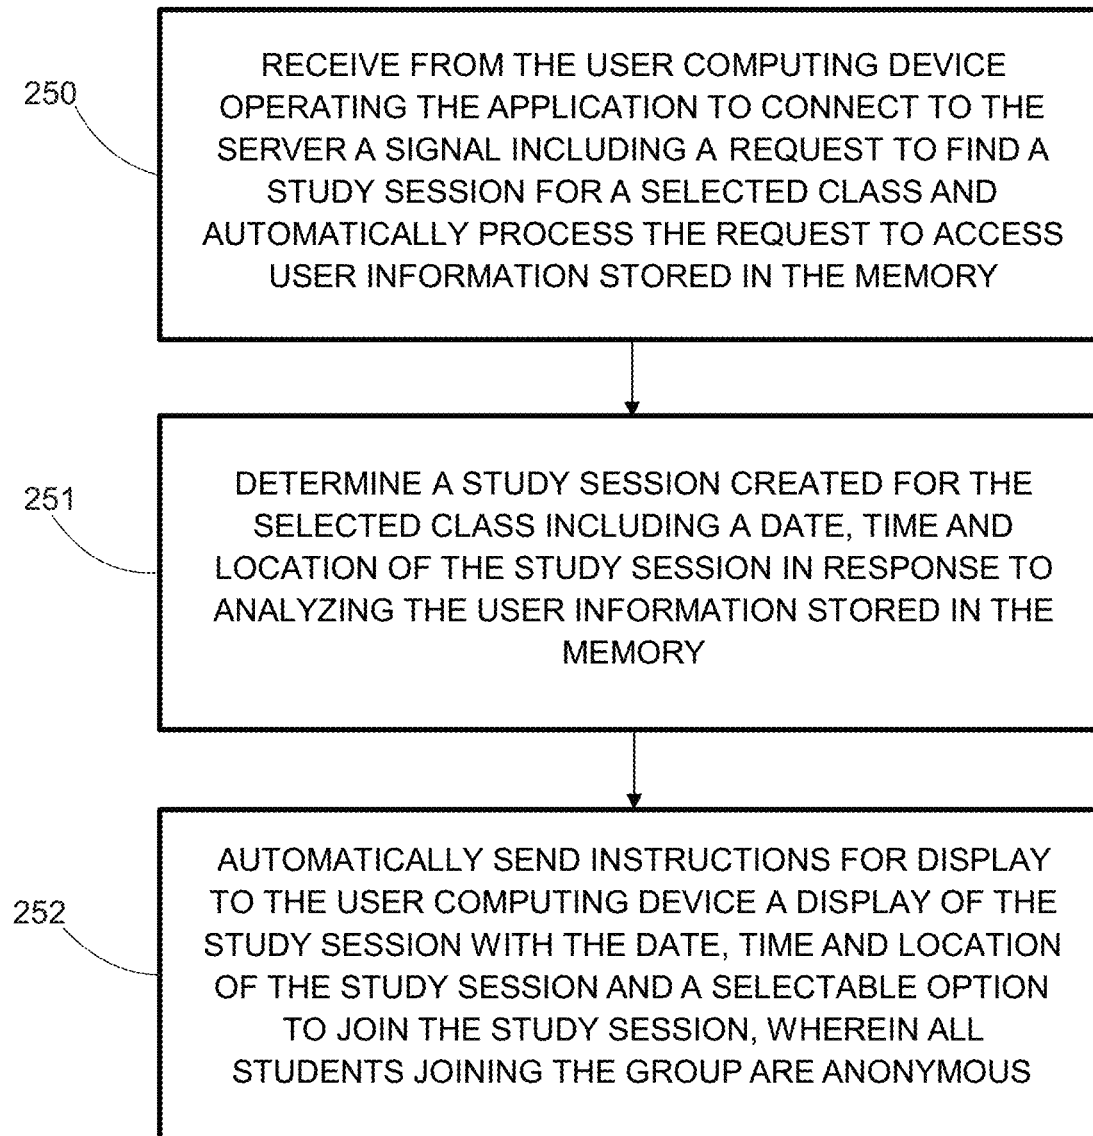 250
RECEIVE FROM THE USER COMPUTING DEVICE
OPERATING THE APPLICATION TO CONNECT TO THE
SERVER A SIGNAL INCLUDING A REQUEST TO FIND A
STUDY SESSION FOR A SELECTED CLASS AND
AUTOMATICALLY PROCESS THE REQUEST TO ACCESS
USER INFORMATION STORED IN THE MEMORY
251
DETERMINE A STUDY SESSION CREATED FOR THE
SELECTED CLASS INCLUDING A DATE, TIME AND
LOCATION OF THE STUDY SESSION IN RESPONSE TO
ANALYZING THE USER INFORMATION STORED IN THE
MEMORY
252
AUTOMATICALLY SEND INSTRUCTIONS FOR DISPLAY
TO THE USER COMPUTING DEVICE A DISPLAY OF THE
STUDY SESSION WITH THE DATE, TIME AND LOCATION
OF THE STUDY SESSION AND A SELECTABLE OPTION
TO JOIN THE STUDY SESSION, WHEREIN ALL
STUDENTS JOINING THE GROUP ARE ANONYMOUS